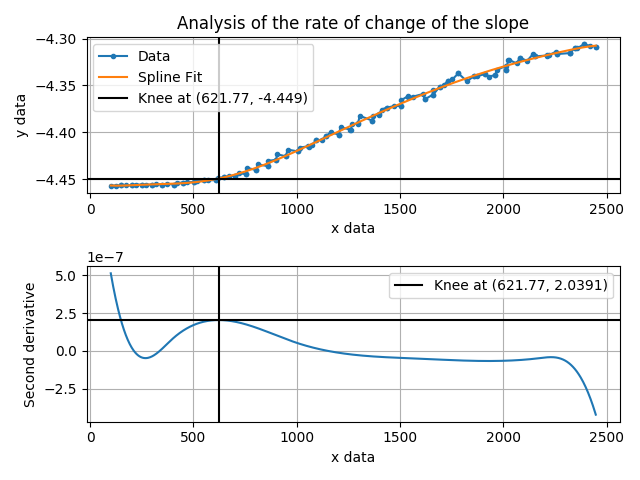 Analysis of the rate of change of the slope
−4.30
−4.35
−4.40
−4.45
y data
Data
Spline Fit
Knee at (621.77, -4.449)
0 500 1000 1500 2000 2500
x data
1e−7
5.0
2.5
0.0
−2.5
Second derivative
Knee at (621.77, 2.0391)
0 500 1000 1500 2000 2500
x data